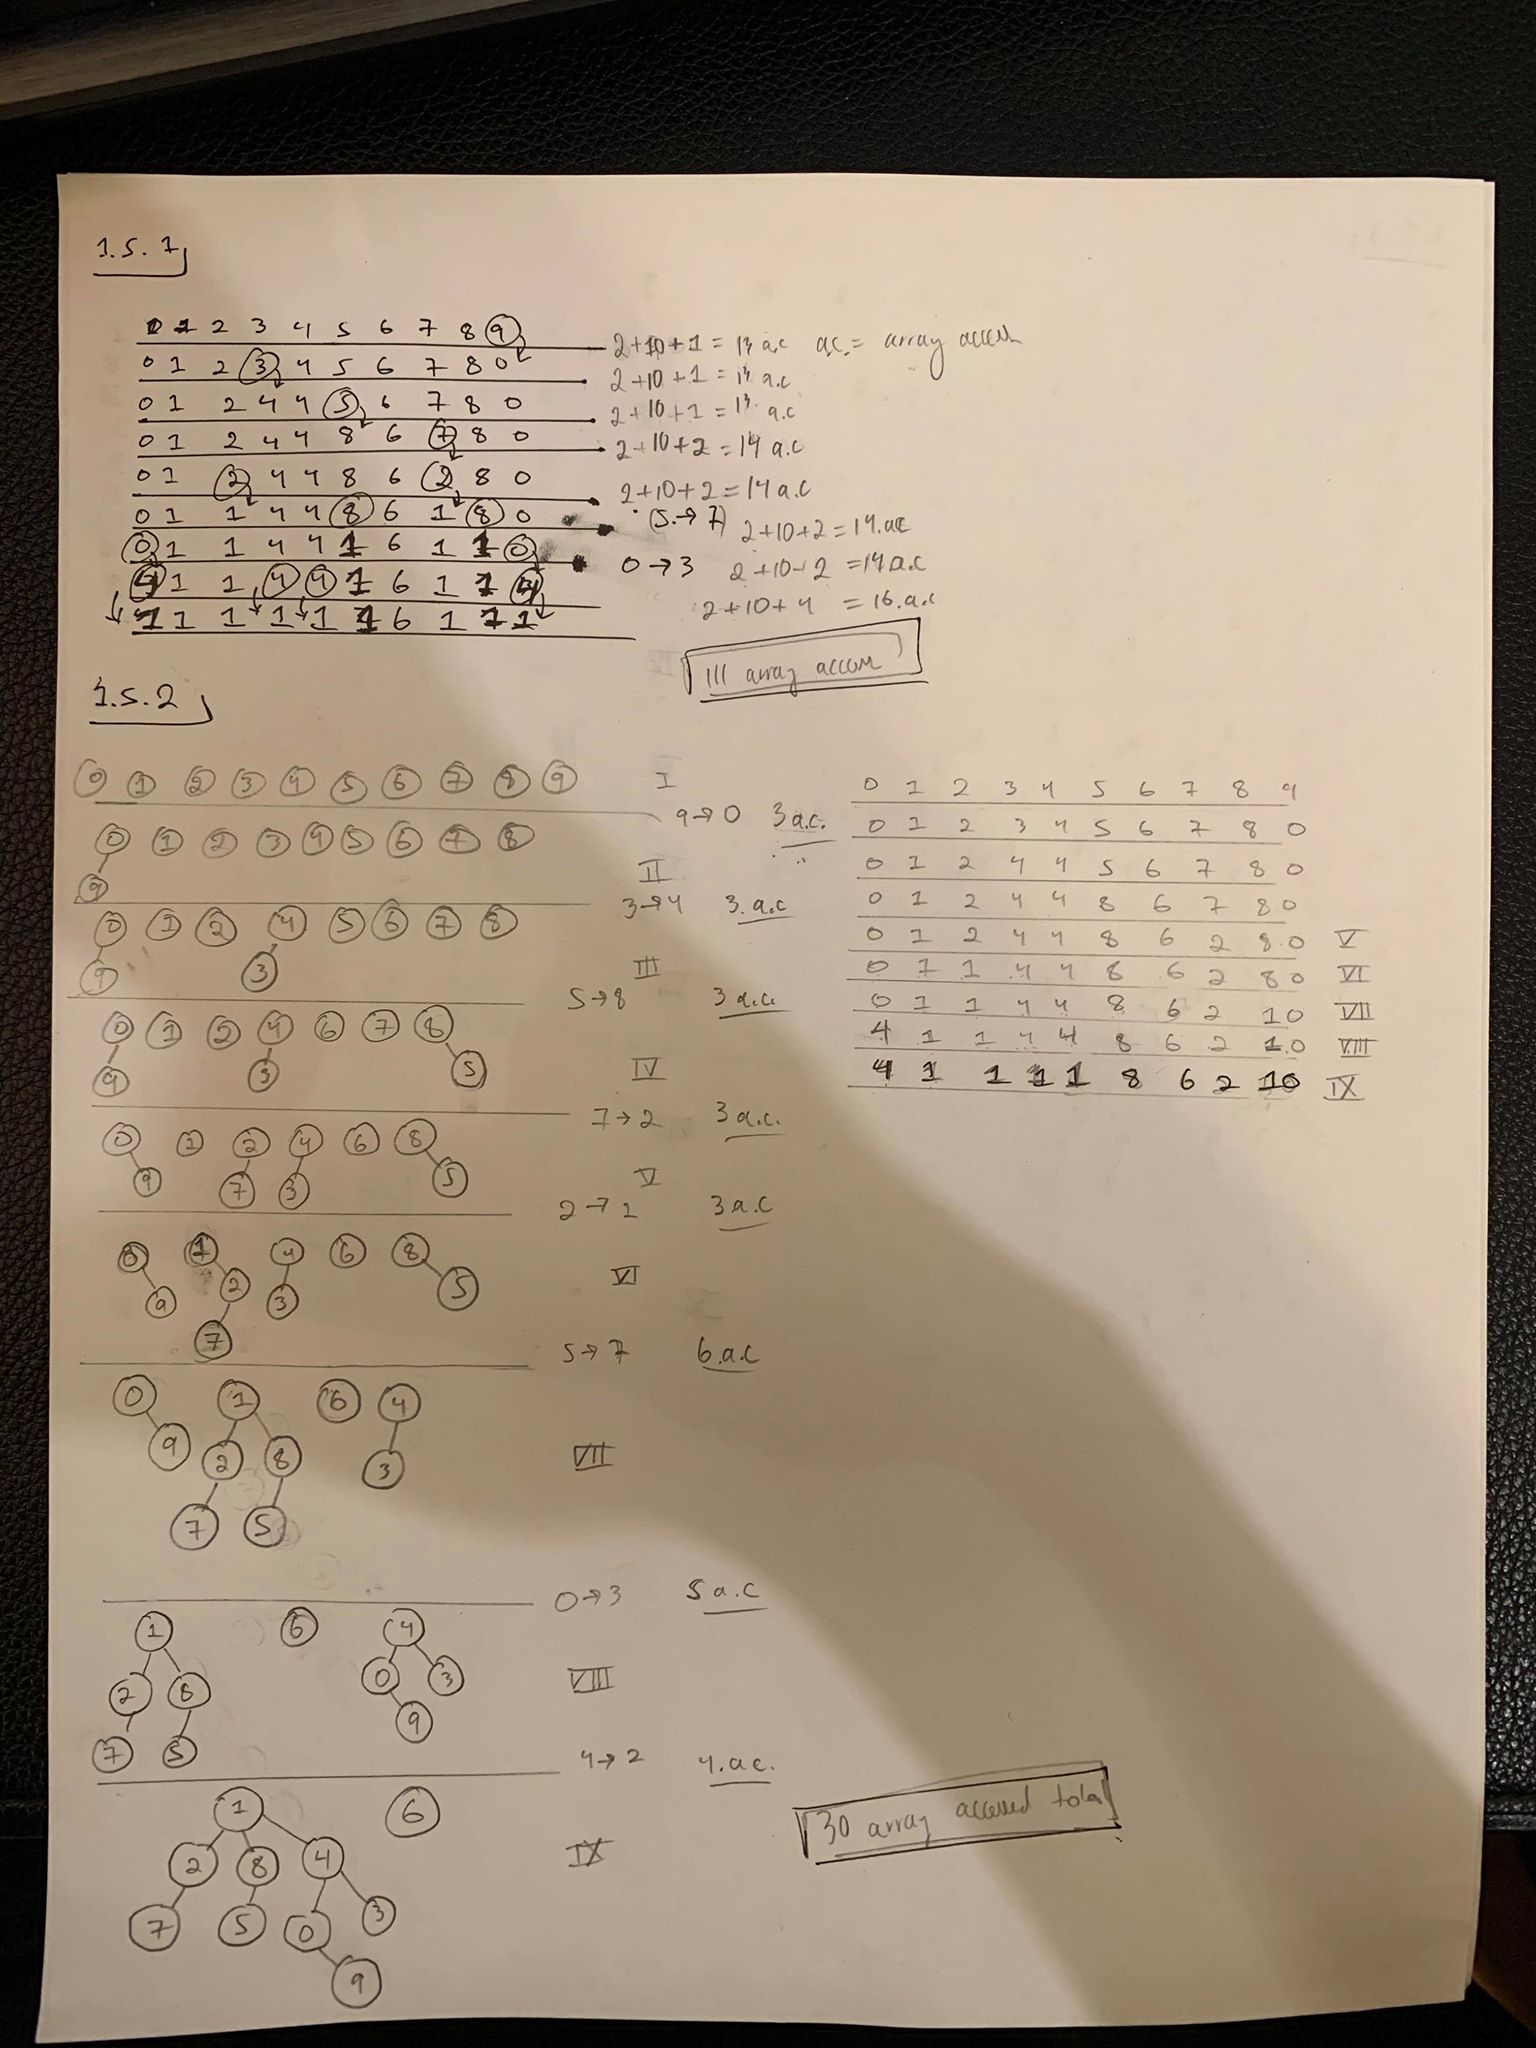 1.5.1
0 1 2 3 4 5 6 7 8 9
2+10+1 = 13 a.c a.c. = array access
0 1 2 3 4 5 6 7 8 0
2+10+1 = 13 a.c
0 1 2 4 4 5 6 7 8 0
2+10+1 = 13 a.c
0 1 2 4 4 8 6 7 8 0
2+10+2 = 14 a.c
0 1 2 4 4 8 6 2 8 0
2+10+2 = 14 a.c
0 1 1 4 4 8 6 1 8 0
(5→7) 2+10+2 = 14.ac
0 1 1 4 4 1 6 1 1 0
0→3 2+10+2 = 14 a.c
4 1 1 4 4 1 6 1 1 4
2+10+4 = 16.a.c
1 1 1 1 1 1 6 1 1 1
111 array access
1.5.2
0 1 2 3 4 5 6 7 8 9 I
9→0 3 a.c.
0 1 2 3 4 5 6 7 8
9
II
3→4 3.a.c
0 1 2 4 5 6 7 8
9 3
III
5→8 3 a.c.
0 1 2 4 6 7 8
9 3 5
IV
7→2 3 a.c.
0 1 2 4 6 8
9 7 3 5
V
2→1 3 a.c
0 1 4 6 8
9 2 3 5
7
VI
5→7 6.a.c
0 1 6 4
9 2 8 3
7 5
VII
0→3 5 a.c
1 6 4
2 8 0 3
7 5 9
VIII
4→2 4.a.c.
1 6
2 8 4
7 5 0 3
9
IX
0 1 2 3 4 5 6 7 8 9
0 1 2 3 4 5 6 7 8 0
0 1 2 4 4 5 6 7 8 0
0 1 2 4 4 8 6 7 8 0
0 1 2 4 4 8 6 2 8 0 V
0 1 1 4 4 8 6 2 8 0 VI
0 1 1 4 4 8 6 2 1 0 VII
4 1 1 4 4 8 6 2 1 0 VIII
4 1 1 1 1 8 6 2 1 0 IX
30 array accessed total